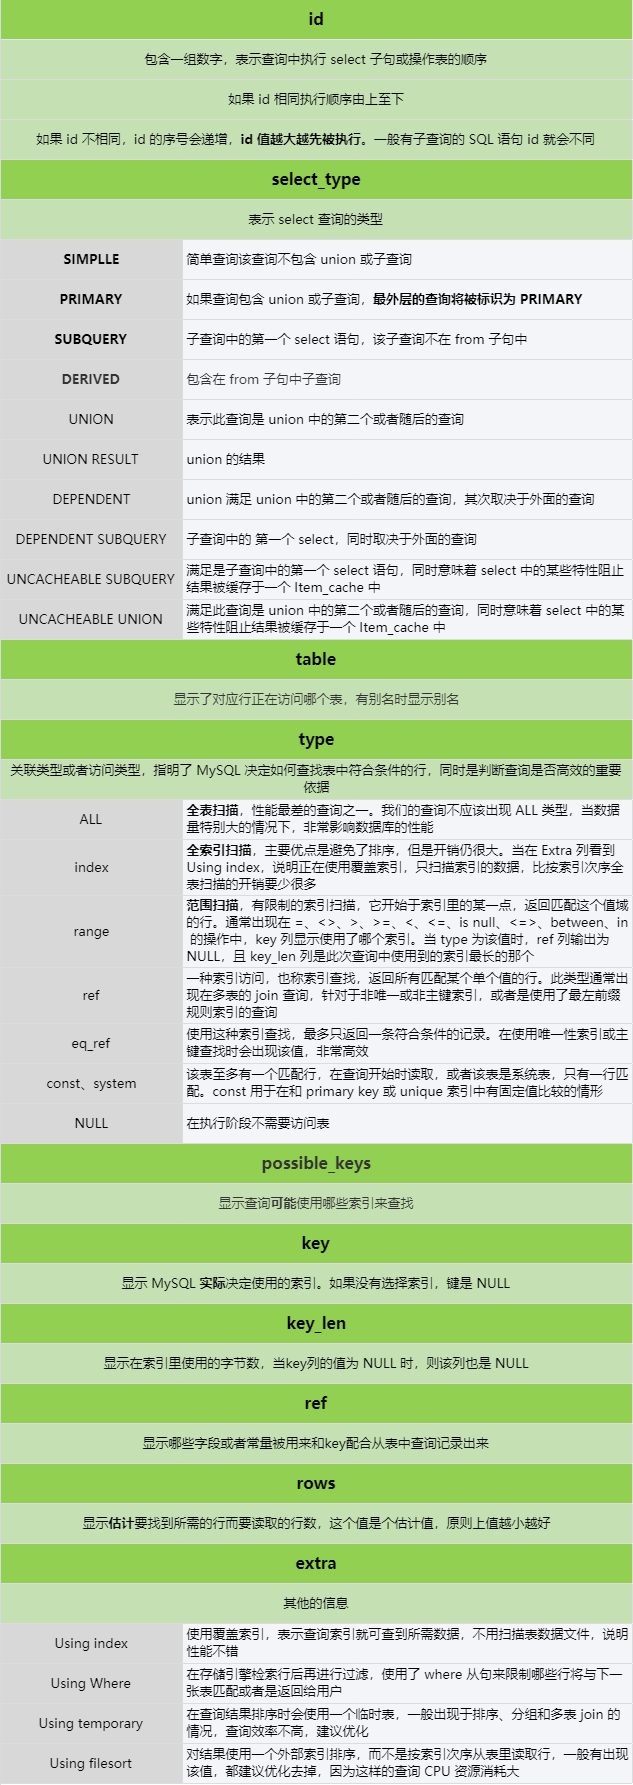 id
包含一组数字，表示查询中执行 select 子句或操作表的顺序
如果 id 相同执行顺序由上至下
如果 id 不相同，id 的序号会递增，id 值越大越先被执行。一般有子查询的 SQL 语句 id 就会不同
select_type
表示 select 查询的类型
SIMPLLE
简单查询该查询不包含 union 或子查询
PRIMARY
如果查询包含 union 或子查询，最外层的查询将被标识为 PRIMARY
SUBQUERY
子查询中的第一个 select 语句，该子查询不在 from 子句中
DERIVED
包含在 from 子句中子查询
UNION
表示此查询是 union 中的第二个或者随后的查询
UNION RESULT
union 的结果
DEPENDENT
union 满足 union 中的第二个或者随后的查询，其次取决于外面的查询
DEPENDENT SUBQUERY
子查询中的 第一个 select，同时取决于外面的查询
UNCACHEABLE SUBQUERY
满足是子查询中的第一个 select 语句，同时意味着 select 中的某些特性阻止
结果被缓存于一个 Item_cache 中
UNCACHEABLE UNION
满足此查询是 union 中的第二个或者随后的查询，同时意味着 select 中的某
些特性阻止结果被缓存于一个 Item_cache 中
table
显示了对应行正在访问哪个表，有别名时显示别名
type
关联类型或者访问类型，指明了 MySQL 决定如何查找表中符合条件的行，同时是判断查询是否高效的重要
依据
ALL
全表扫描，性能最差的查询之一。我们的查询不应该出现 ALL 类型，当数据
量特别大的情况下，非常影响数据库的性能
index
全索引扫描，主要优点是避免了排序，但是开销仍很大。当在 Extra 列看到
Using index，说明正在使用覆盖索引，只扫描索引的数据，比按索引次序全
表扫描的开销要少很多
range
范围扫描，有限制的索引扫描，它开始于索引里的某一点，返回匹配这个值域
的行。通常出现在 =、<>、>、>=、<、<=、is null、<=>、between、in
的操作中，key 列显示使用了哪个索引。当 type 为该值时，ref 列输出为
NULL，且 key_len 列是此次查询中使用到的索引最长的那个
ref
一种索引访问，也称索引查找，返回所有匹配某个单个值的行。此类型通常出
现在多表的 join 查询，针对于非唯一或非主键索引，或者是使用了最左前缀
规则索引的查询
eq_ref
使用这种索引查找，最多只返回一条符合条件的记录。在使用唯一性索引或主
键查找时会出现该值，非常高效
const、system
该表至多有一个匹配行，在查询开始时读取，或者该表是系统表，只有一行匹
配。const 用于在和 primary key 或 unique 索引中有固定值比较的情形
NULL
在执行阶段不需要访问表
possible_keys
显示查询可能使用哪些索引来查找
key
显示 MySQL 实际决定使用的索引。如果没有选择索引，键是 NULL
key_len
显示在索引里使用的字节数，当key列的值为 NULL 时，则该列也是 NULL
ref
显示哪些字段或者常量被用来和key配合从表中查询记录出来
rows
显示估计要找到所需的行而要读取的行数，这个值是个估计值，原则上值越小越好
extra
其他的信息
Using index
使用覆盖索引，表示查询索引就可查到所需数据，不用扫描表数据文件，说明
性能不错
Using Where
在存储引擎检索行后再进行过滤，使用了 where 从句来限制哪些行将与下一
张表匹配或者是返回给用户
Using temporary
在查询结果排序时会使用一个临时表，一般出现于排序、分组和多表 join 的
情况，查询效率不高，建议优化
Using filesort
对结果使用一个外部索引排序，而不是按索引次序从表里读取行，一般有出现
该值，都建议优化去掉，因为这样的查询 CPU 资源消耗大